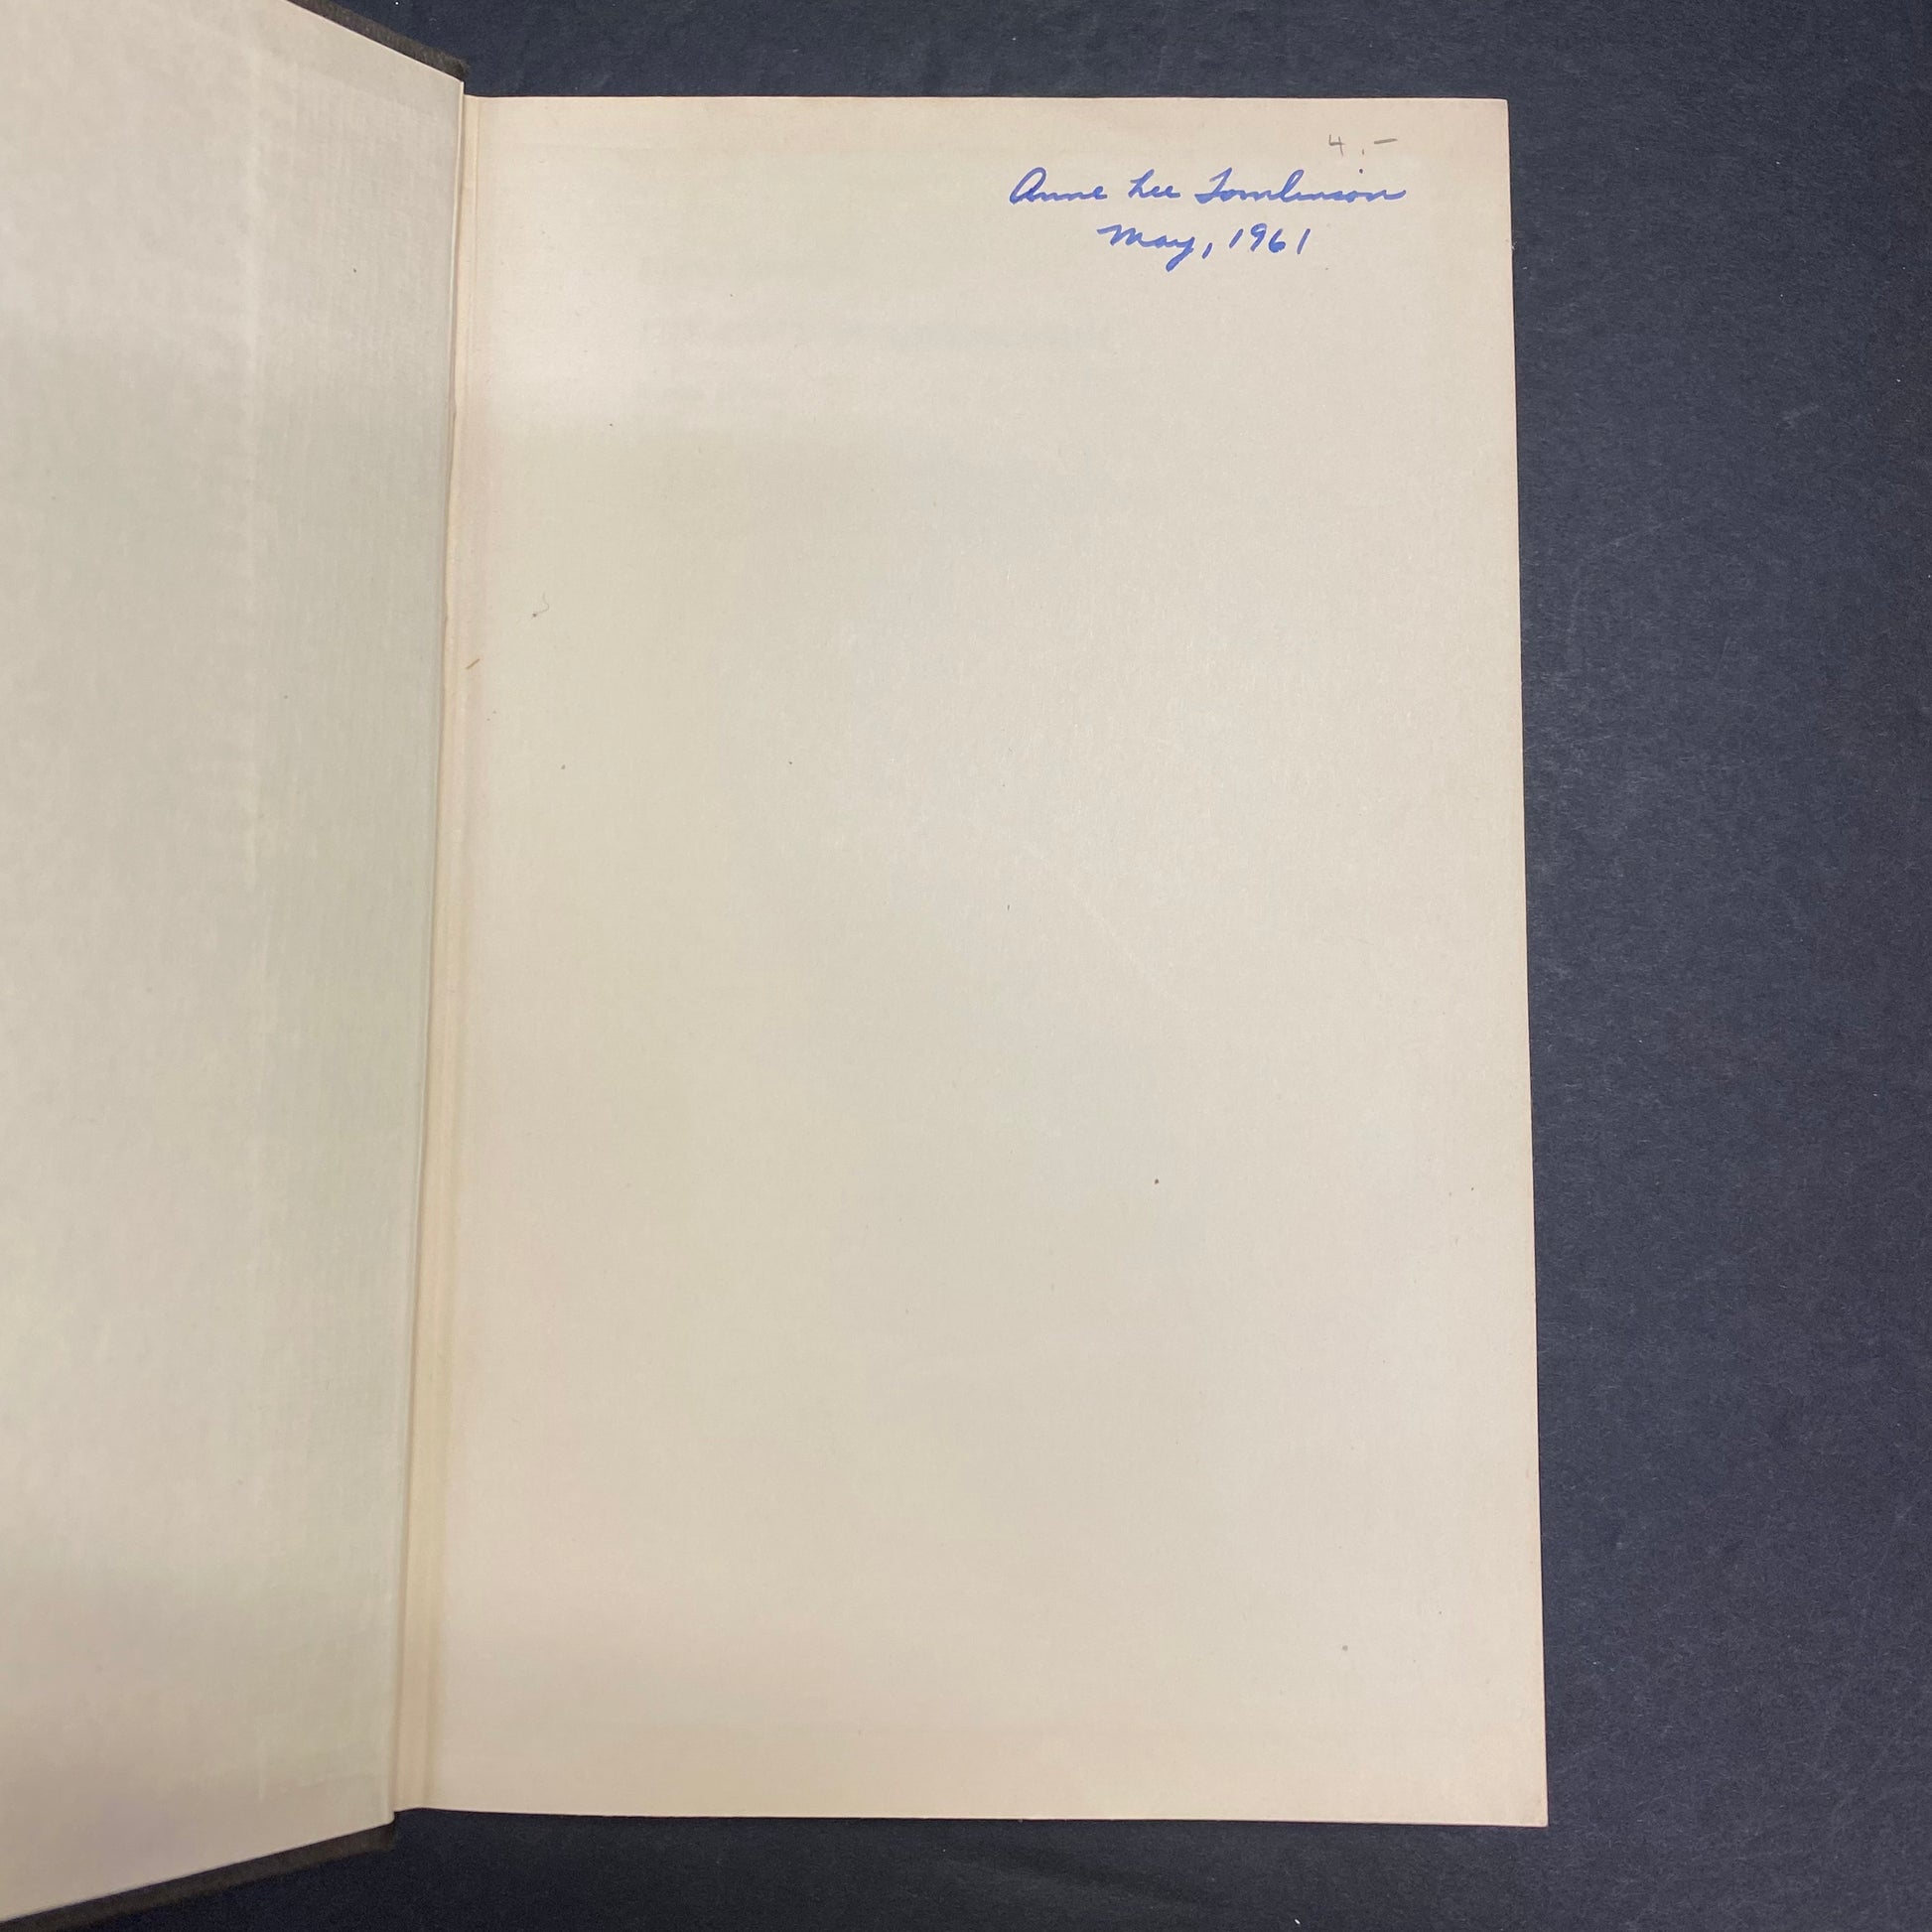 4.-
Anne Lee Tomlinson
May, 1961